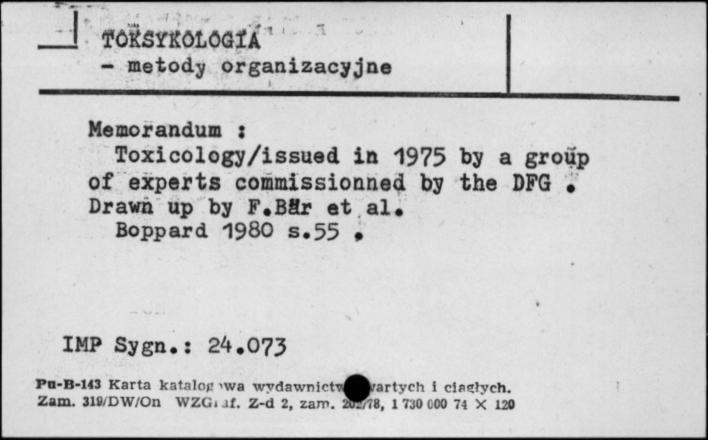 TOKSYKOLOGIA
- metody organizacyjne
Memorandum :
Toxicology/issued in 1975 by a group
of experts commissionned by the DFG .
Drawn up by F.Bär et al.
Boppard 1980 s.55 .
IMP Sygn.: 24.073
Pu-B-143 Karta katalogowa wydawnictw zwartych i ciągłych.
Zam. 319/DW/On WZGraf. Z-d 2, zam. 202/78, 1 730 000 74 X 120